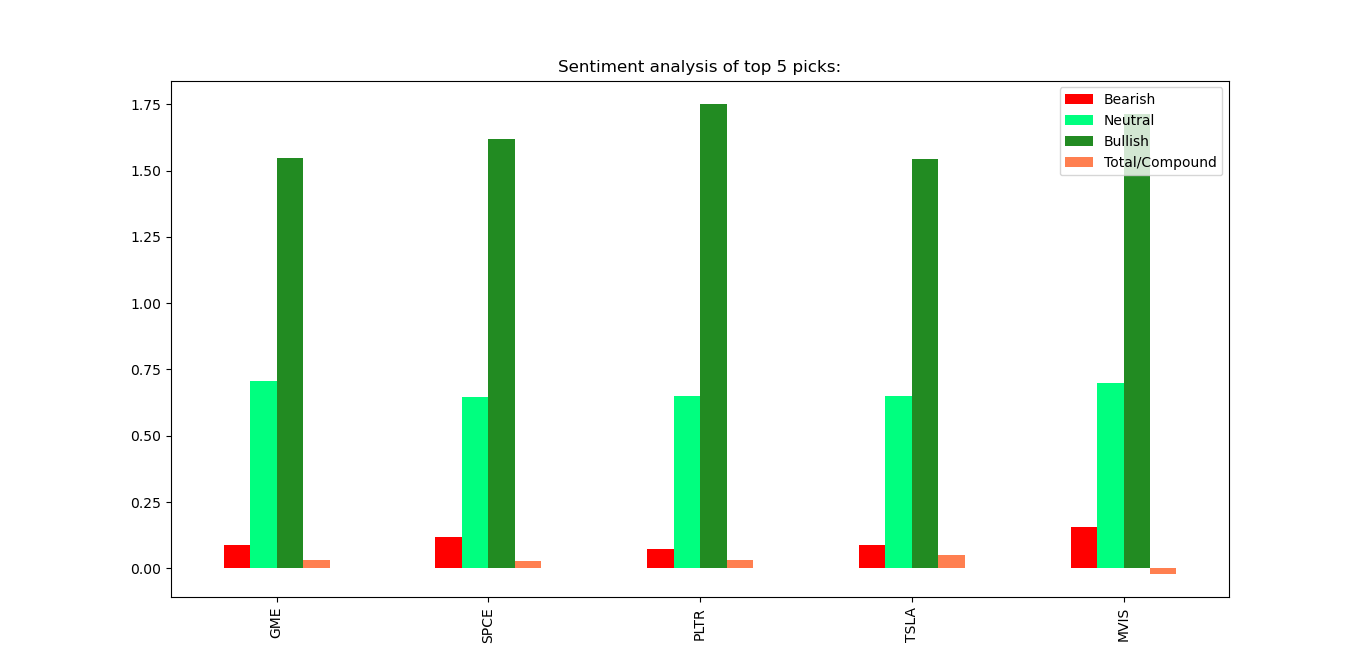 Sentiment analysis of top 5 picks:
Bearish
Neutral
Bullish
Total/Compound
1.75
1.50
1.25
1.00
0.75
0.50
0.25
0.00
GME
SPCE
PLTR
TSLA
MVIS